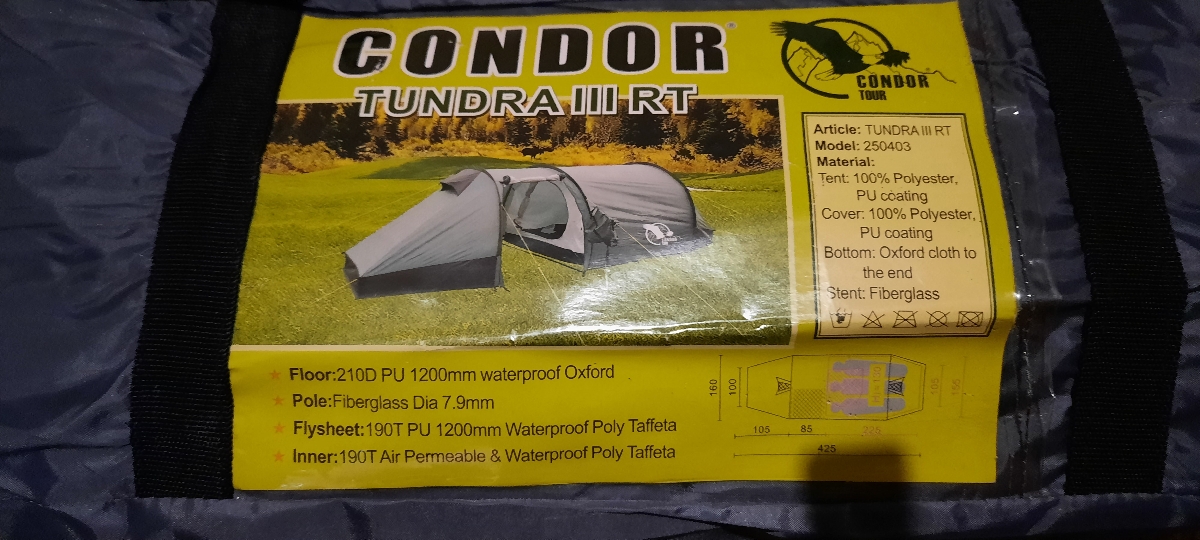 CONDOR®
TUNDRA III RT
CONDOR
TOUR
Article: TUNDRA III RT
Model: 250403
Material:
Tent: 100% Polyester,
PU coating
Cover: 100% Polyester,
PU coating
Bottom: Oxford cloth to
the end
Stent: Fiberglass
CONDOR
Floor:210D PU 1200mm waterproof Oxford
Pole:Fiberglass Dia 7.9mm
Flysheet:190T PU 1200mm Waterproof Poly Taffeta
Inner:190T Air Permeable & Waterproof Poly Taffeta
160
100
105
85
225
425